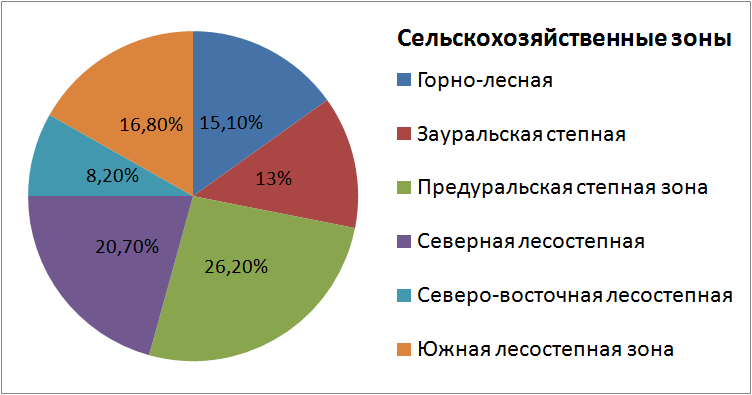 Сельскохозяйственные зоны
Горно-лесная
Зауральская степная
Предуральская степная зона
Северная лесостепная
Северо-восточная лесостепная
Южная лесостепная зона
16,80%
15,10%
8,20%
13%
20,70%
26,20%